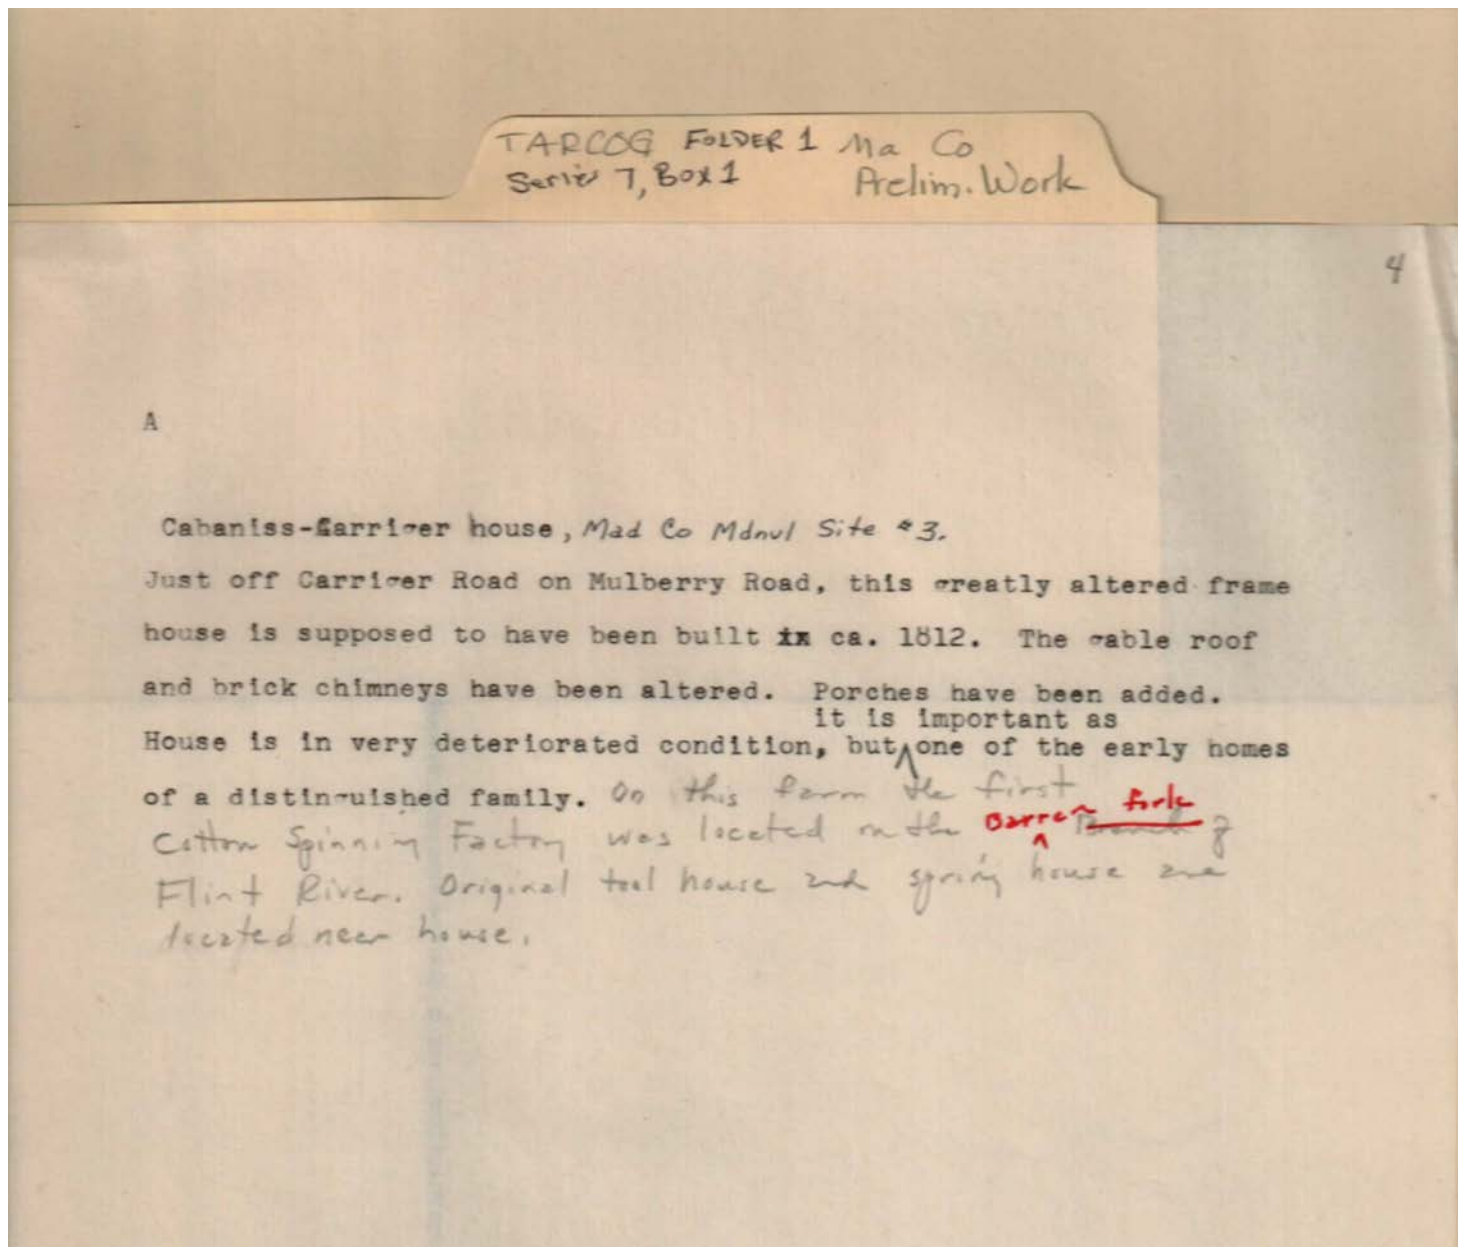 TARCOG FOLDER 1 Ma Co
Series 7, Box 1 Prelim. Work
4
A
Cabaniss-Carriger house, Mad Co Mdnvl Site #3.
Just off Carriger Road on Mulberry Road, this greatly altered frame
house is supposed to have been built in ca. 1812. The gable roof
and brick chimneys have been altered. Porches have been added.
it is important as
House is in very deteriorated condition, but^one of the early homes
of a distinguished family. On this farm the first
Barren fork
Cotton Spinning Factory was located on the ^ Branch of
Flint River. Original tool house and spring house are
located near house.